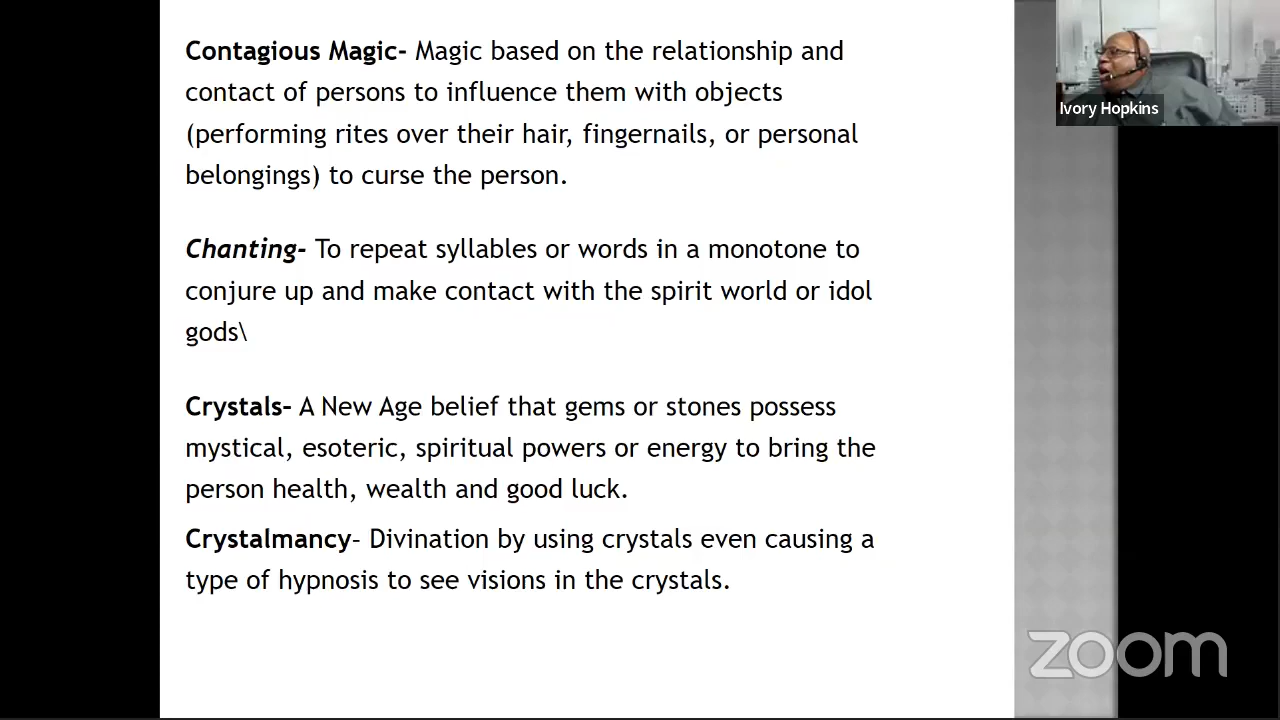 Contagious Magic- Magic based on the relationship and
contact of persons to influence them with objects
(performing rites over their hair, fingernails, or personal
belongings) to curse the person.
Chanting- To repeat syllables or words in a monotone to
conjure up and make contact with the spirit world or idol
gods\
Crystals- A New Age belief that gems or stones possess
mystical, esoteric, spiritual powers or energy to bring the
person health, wealth and good luck.
Crystalmancy- Divination by using crystals even causing a
type of hypnosis to see visions in the crystals.
Ivory Hopkins
zoom